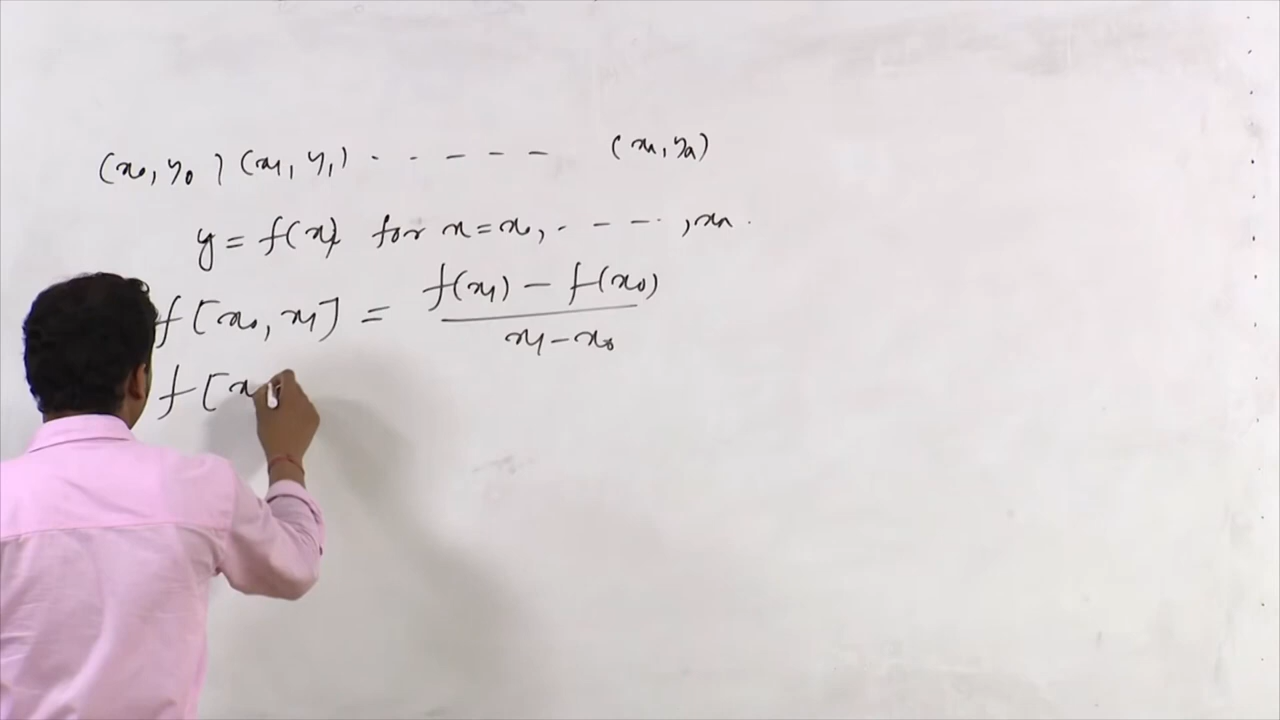 (x₀, y₀) (x₁, y₁) - - - - - (xₙ, yₙ)
y = f(x) for x = x₀, - - - , xₙ .
f[x₀, x₁] = f(x₁) - f(x₀) / x₁ - x₀
f[x